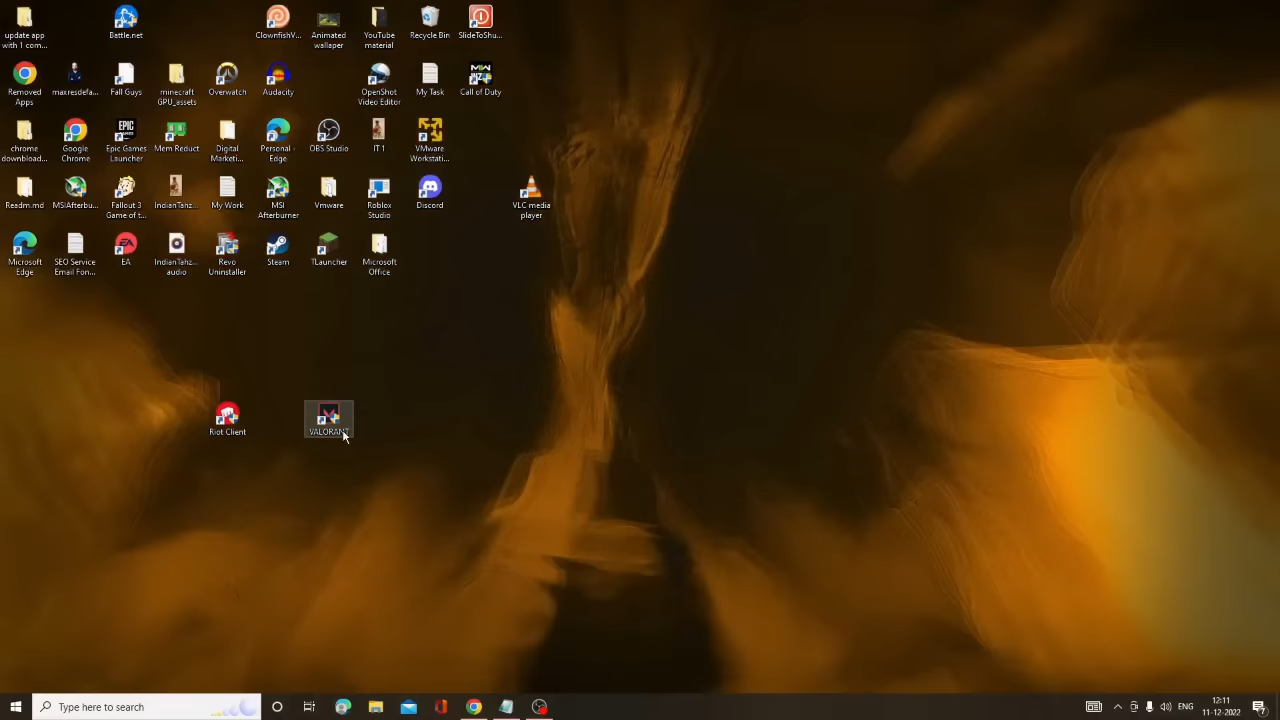 update app
with 1 com...
Battle.net
ClownfishV...
Animated
wallaper
YouTube
material
Recycle Bin
SlideToShu...
Removed
Apps
maxresdefa...
Fall Guys
minecraft
GPU_assets
Overwatch
Audacity
OpenShot
Video Editor
My Task
Call of Duty
chrome
download...
Google
Chrome
Epic Games
Launcher
Mem Reduct
Digital
Marketi...
Personal -
Edge
OBS Studio
IT 1
VMware
Workstati...
Readm.md
MSIAfterbu...
Fallout 3
Game of t...
IndianTahz...
My Work
MSI
Afterburner
Vmware
Roblox
Studio
Discord
VLC media
player
Microsoft
Edge
SEO Service
Email Fon...
EA
IndianTahz...
audio
Revo
Uninstaller
Steam
TLauncher
Microsoft
Office
Riot Client
VALORANT
Type here to search
ENG
12:11
11-12-2022